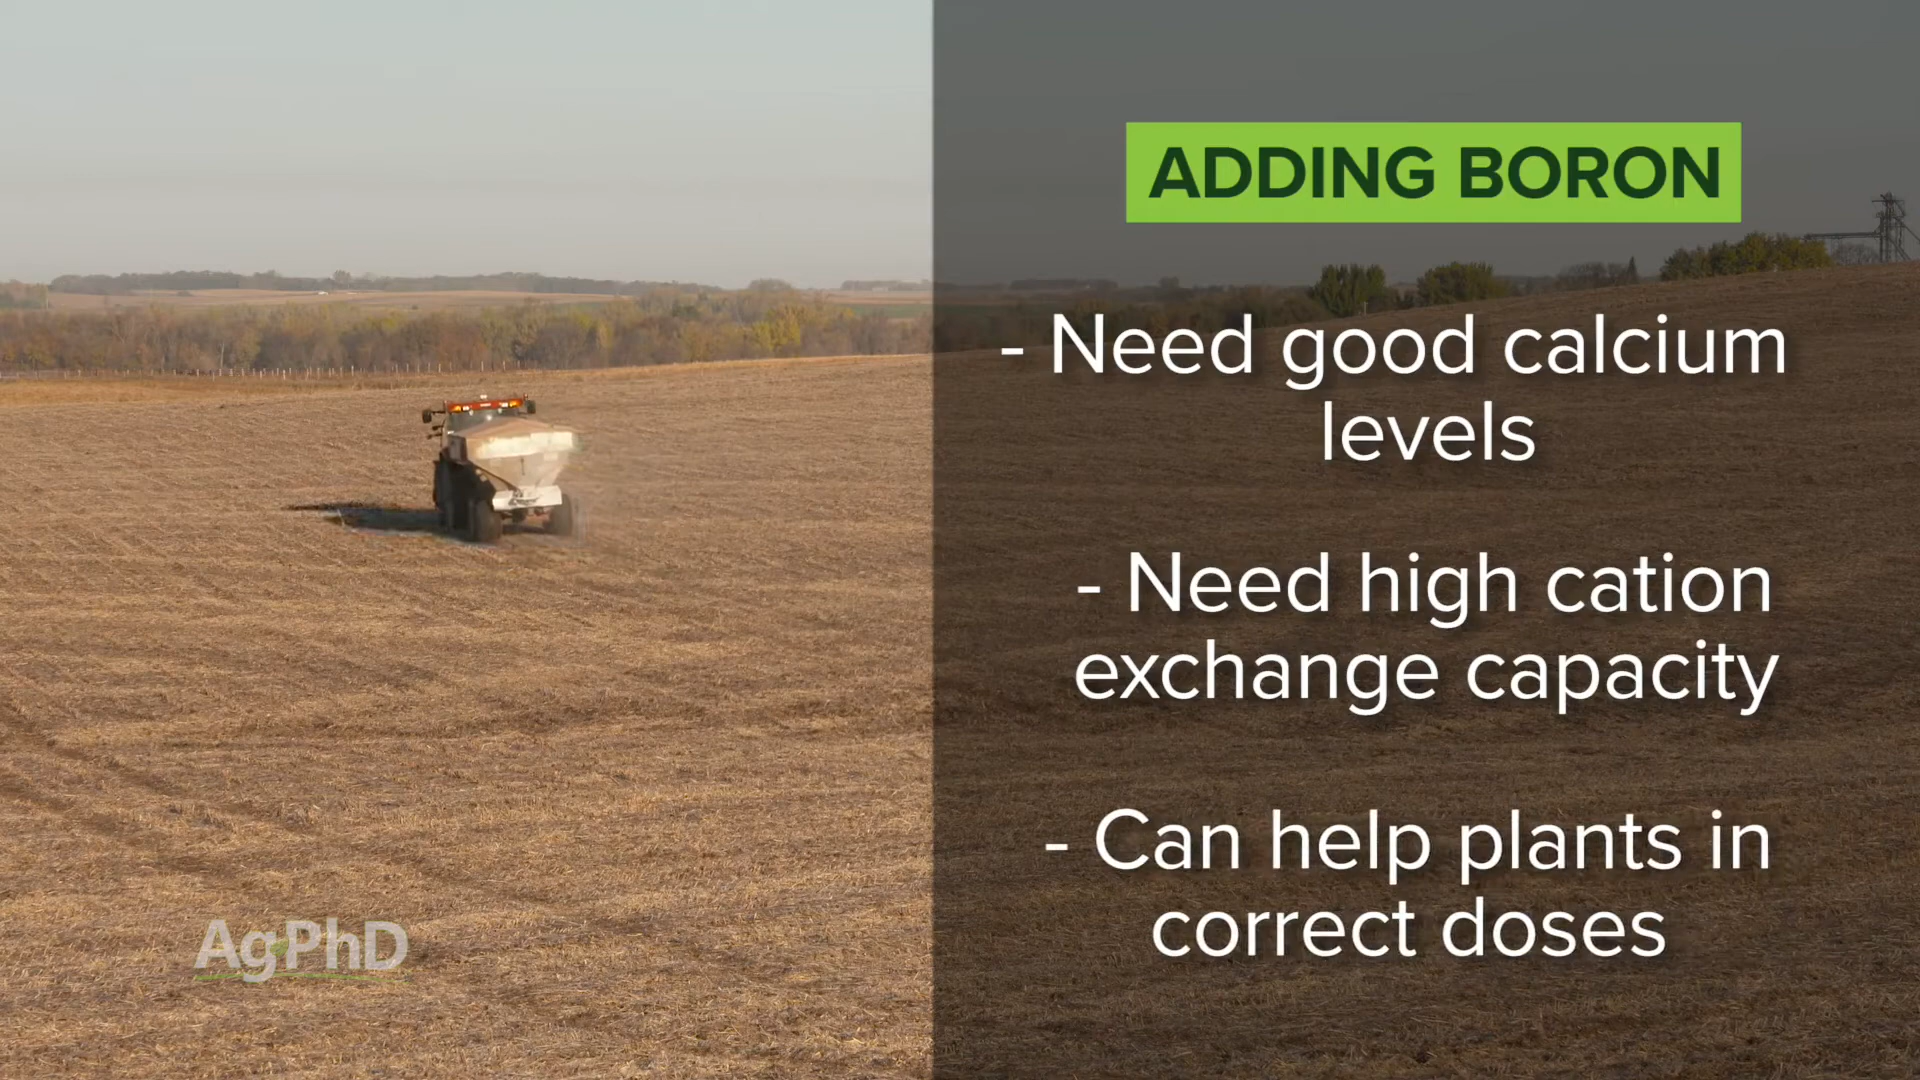 ADDING BORON
- Need good calcium
levels
- Need high cation
exchange capacity
- Can help plants in
correct doses
AgPhD